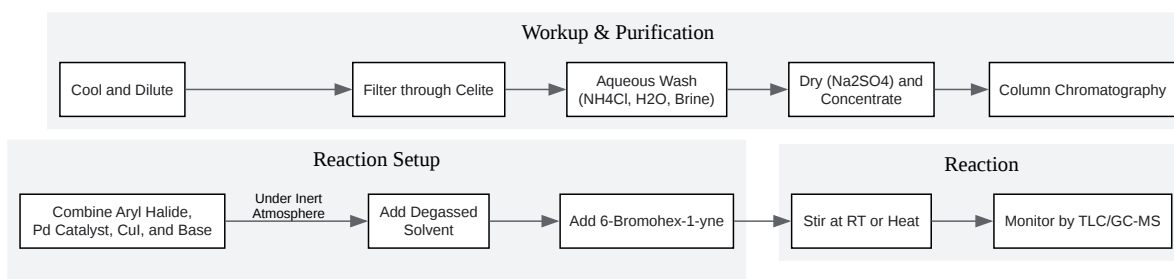 Workup & Purification
Cool and Dilute
Filter through Celite
Aqueous Wash
(NH4Cl, H2O, Brine)
Dry (Na2SO4) and
Concentrate
Column Chromatography
Reaction Setup
Combine Aryl Halide,
Pd Catalyst, CuI, and Base
Under Inert
Atmosphere
Add Degassed
Solvent
Add 6-Bromohex-1-yne
Reaction
Stir at RT or Heat
Monitor by TLC/GC-MS